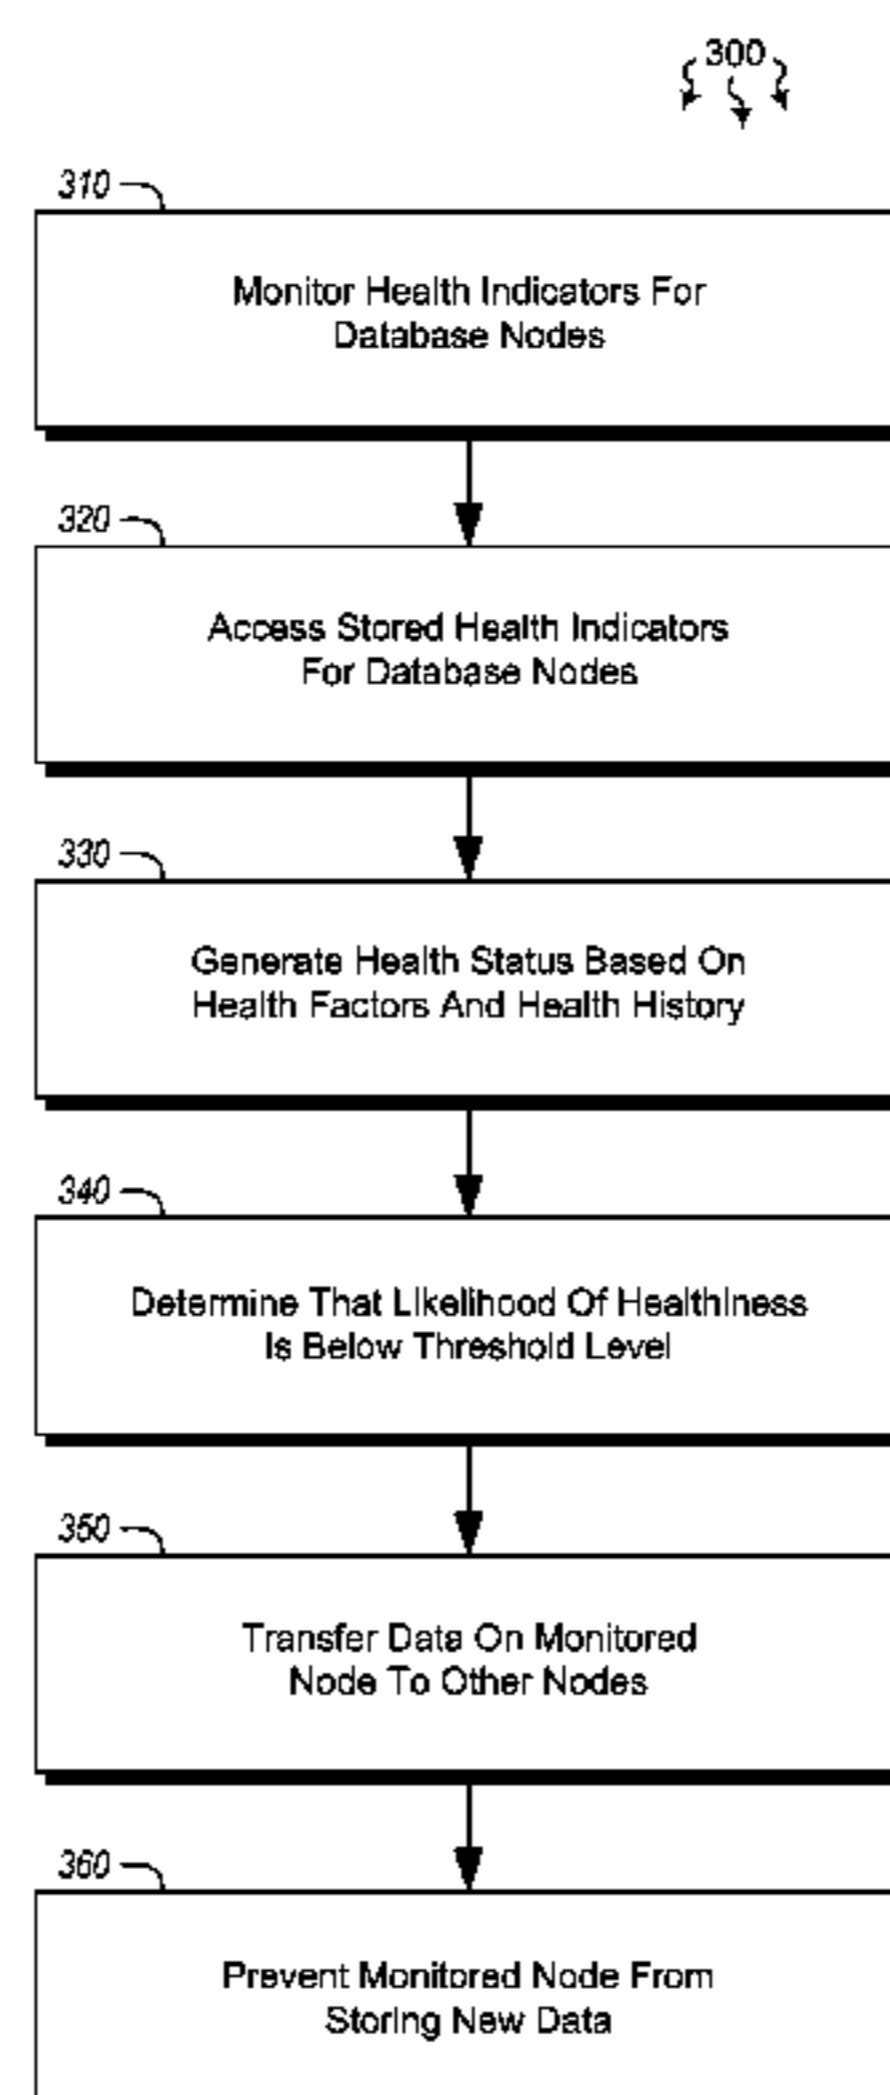 300
310
Monitor Health Indicators For
Database Nodes
320
Access Stored Health Indicators
For Database Nodes
330
Generate Health Status Based On
Health Factors And Health History
340
Determine That Likelihood Of Healthiness
Is Below Threshold Level
350
Transfer Data On Monitored
Node To Other Nodes
360
Prevent Monitored Node From
Storing New Data